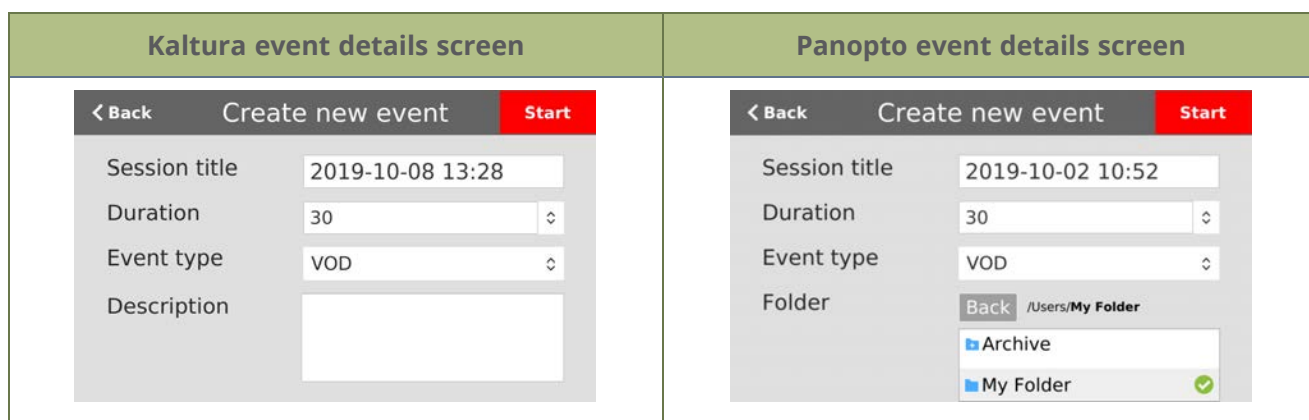 Kaltura event details screen
Panopto event details screen
Back Create new event Start
Session title 2019-10-08 13:28
Duration 30
Event type VOD
Description
Back Create new event Start
Session title 2019-10-02 10:52
Duration 30
Event type VOD
Folder Back /Users/My Folder
Archive
My Folder